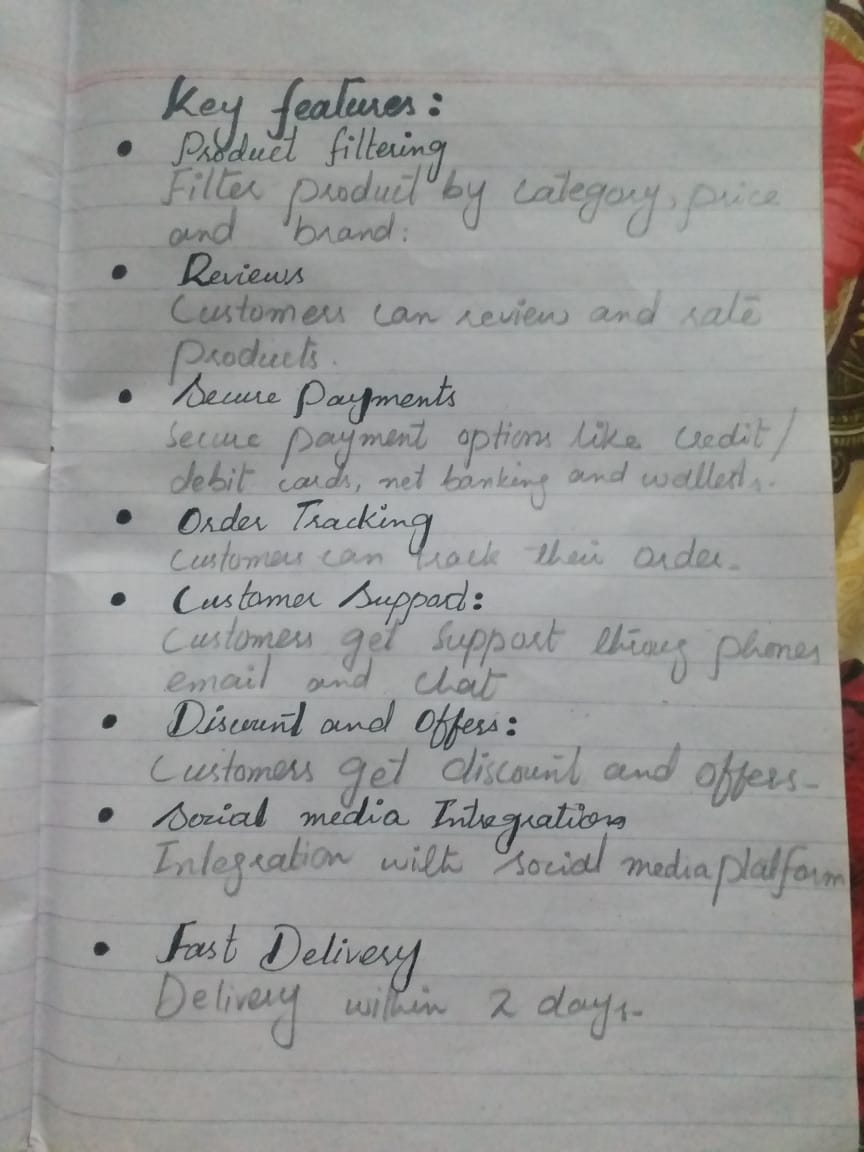 Key features:
• Product filtering
Filter product by category, price
and brand.
• Reviews
Customers can review and rate
products.
• Secure Payments
Secure payment options like credit/
debit cards, net banking and wallets.
• Order Tracking
Customers can track their order.
• Customer Support:
Customers get support throug phones
email and chat
• Discount and Offers:
Customers get discount and offers.
• Social media Integration
Integration with social media platform
• Fast Delivery
Delivery within 2 days.